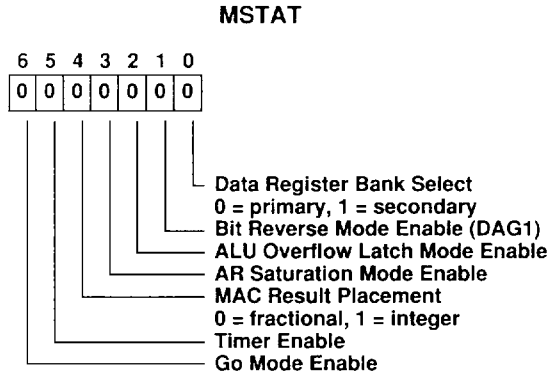 MSTAT
6 5 4 3 2 1 0
0 0 0 0 0 0 0
Data Register Bank Select
0 = primary, 1 = secondary
Bit Reverse Mode Enable (DAG1)
ALU Overflow Latch Mode Enable
AR Saturation Mode Enable
MAC Result Placement
0 = fractional, 1 = integer
Timer Enable
Go Mode Enable